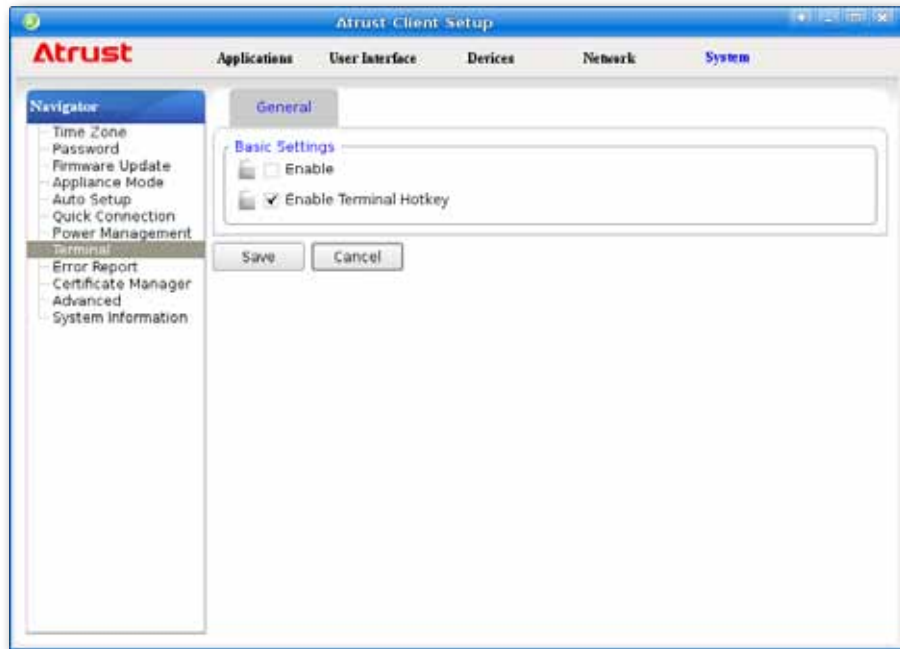 Atrust Client Setup
Atrust
Applications User Interface Devices Network System
Navigator
Time Zone
Password
Firmware Update
Appliance Mode
Auto Setup
Quick Connection
Power Management
Terminal
Error Report
Certificate Manager
Advanced
System Information
General
Basic Settings
Enable
Enable Terminal Hotkey
Save Cancel